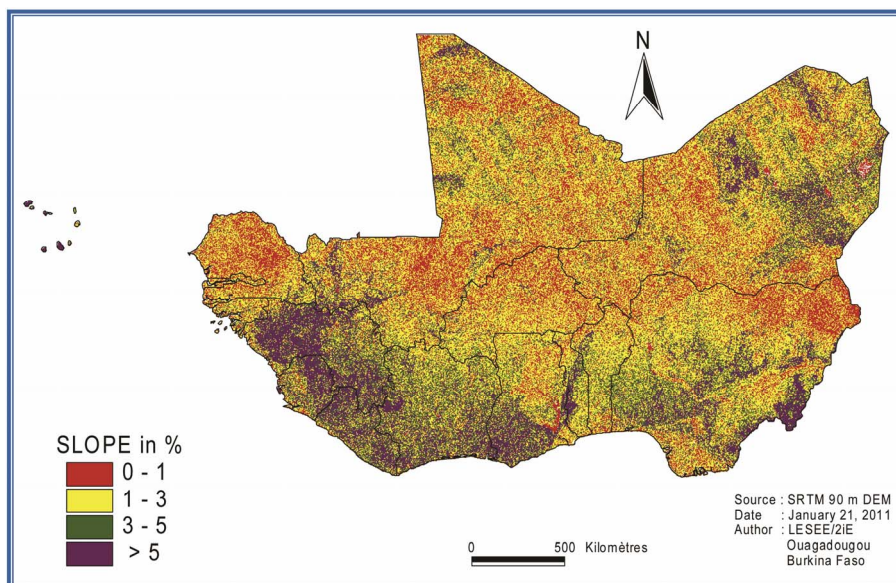 N
SLOPE in %
0 - 1
1 - 3
3 - 5
> 5
0 500 Kilomètres
Source : SRTM 90 m DEM
Date : January 21, 2011
Author : LESEE/2iE
Ouagadougou
Burkina Faso